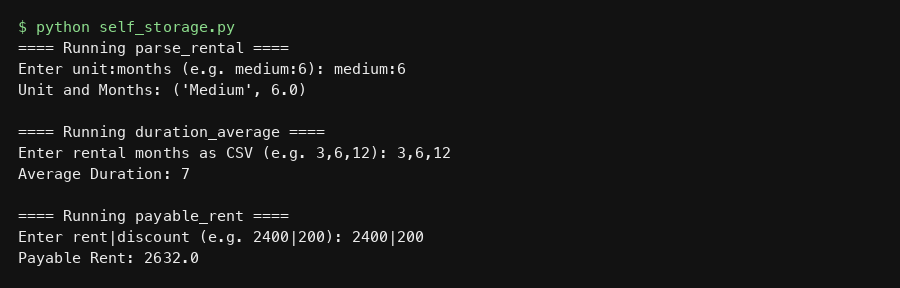 $ python self_storage.py
==== Running parse_rental ====
Enter unit:months (e.g. medium:6): medium:6
Unit and Months: ('Medium', 6.0)
==== Running duration_average ====
Enter rental months as CSV (e.g. 3,6,12): 3,6,12
Average Duration: 7
==== Running payable_rent ====
Enter rent|discount (e.g. 2400|200): 2400|200
Payable Rent: 2632.0